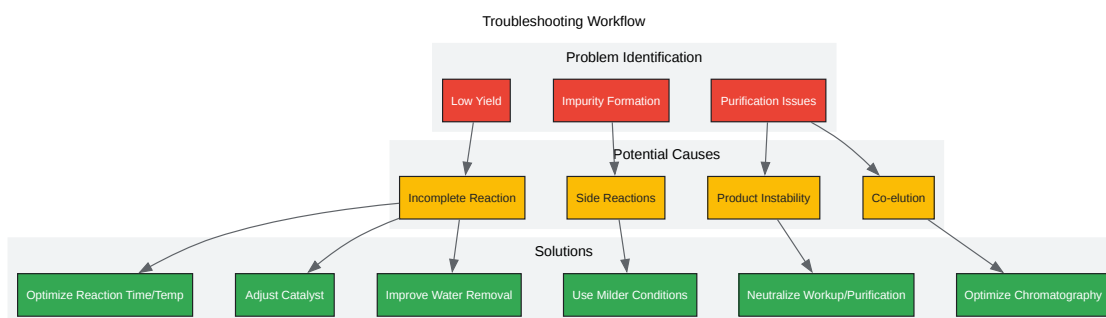 Troubleshooting Workflow
Problem Identification
Low Yield
Impurity Formation
Purification Issues
Potential Causes
Incomplete Reaction
Side Reactions
Product Instability
Co-elution
Solutions
Optimize Reaction Time/Temp
Adjust Catalyst
Improve Water Removal
Use Milder Conditions
Neutralize Workup/Purification
Optimize Chromatography